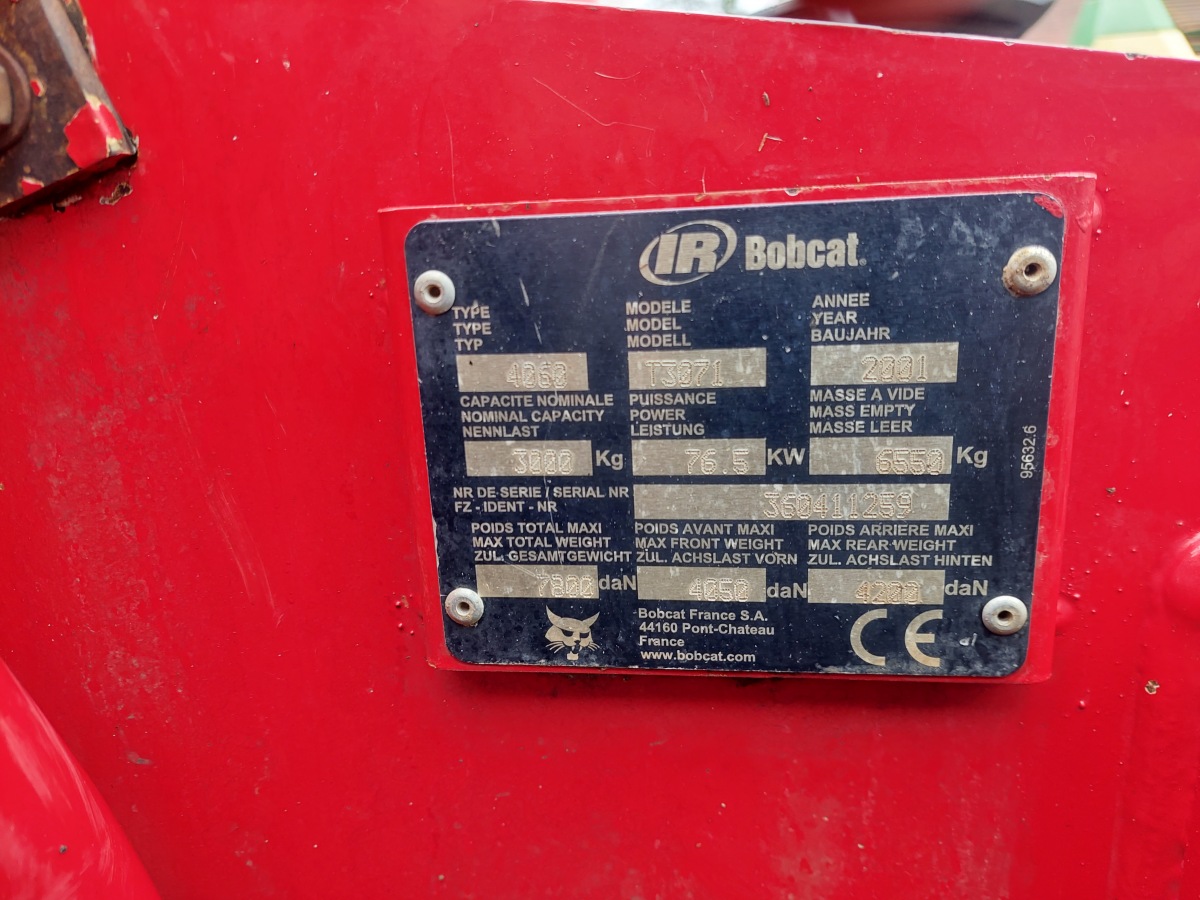 IR Bobcat.
TYPE MODELE ANNEE
TYPE MODEL YEAR
TYP MODELL BAUJAHR
4060 T3071 2001
CAPACITE NOMINALE PUISSANCE MASSE A VIDE
NOMINAL CAPACITY POWER MASS EMPTY
NENNLAST LEISTUNG MASSE LEER
3000 Kg 76.5 KW 6550 Kg
NR DE SERIE / SERIAL NR
FZ - IDENT - NR
360411259
POIDS TOTAL MAXI POIDS AVANT MAXI POIDS ARRIERE MAXI
MAX TOTAL WEIGHT MAX FRONT WEIGHT MAX REAR WEIGHT
ZUL. GESAMTGEWICHT ZUL. ACHSLAST VORN ZUL. ACHSLAST HINTEN
7800 daN 4050 daN 4200 daN
Bobcat France S.A.
44160 Pont-Chateau
France
www.bobcat.com
CE
95632.6